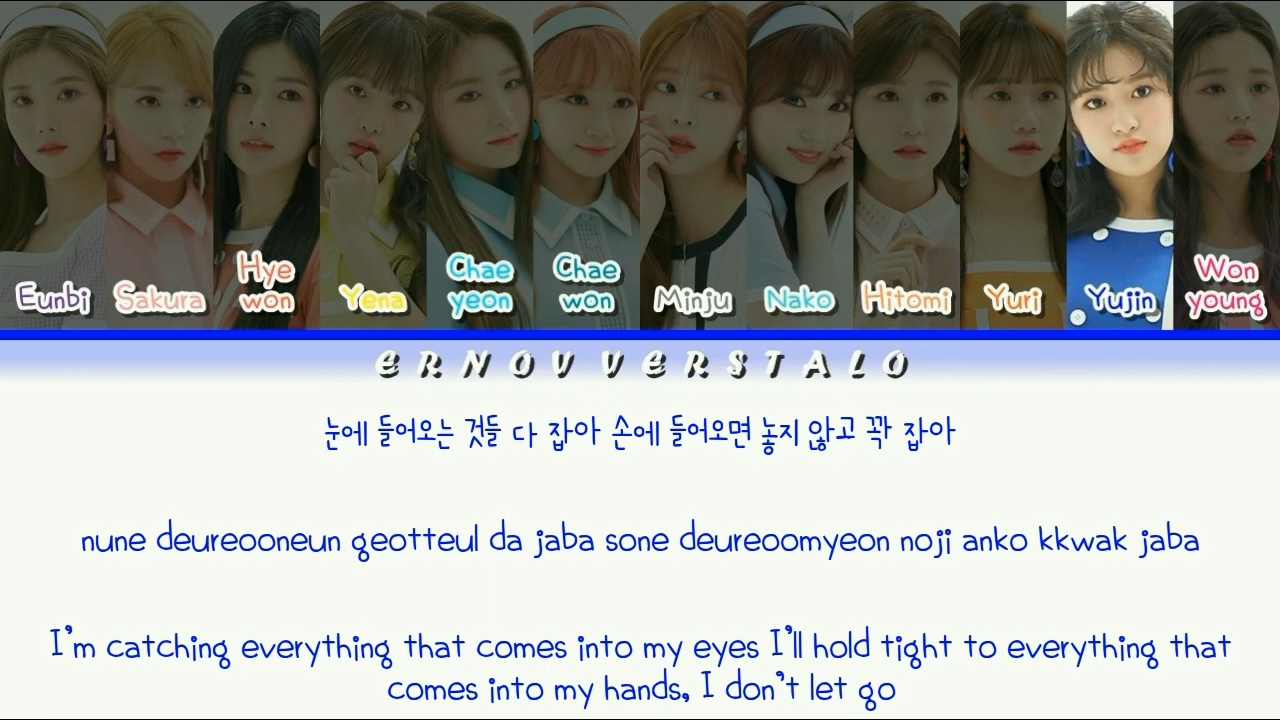 Eunbi
Sakura
Hye
won
Yena
Chae
yeon
Chae
won
Minju
Nako
Hitomi
Yuri
Yujin
Won
young
ERNOV VERSTALO
눈에 들어오는 것들 다 잡아 손에 들어오면 놓지 않고 꽉 잡아
nune deureooneun geotteul da jaba sone deureoomyeon noji anko kkwak jaba
I'm catching everything that comes into my eyes I'll hold tight to everything that
comes into my hands, I don't let go